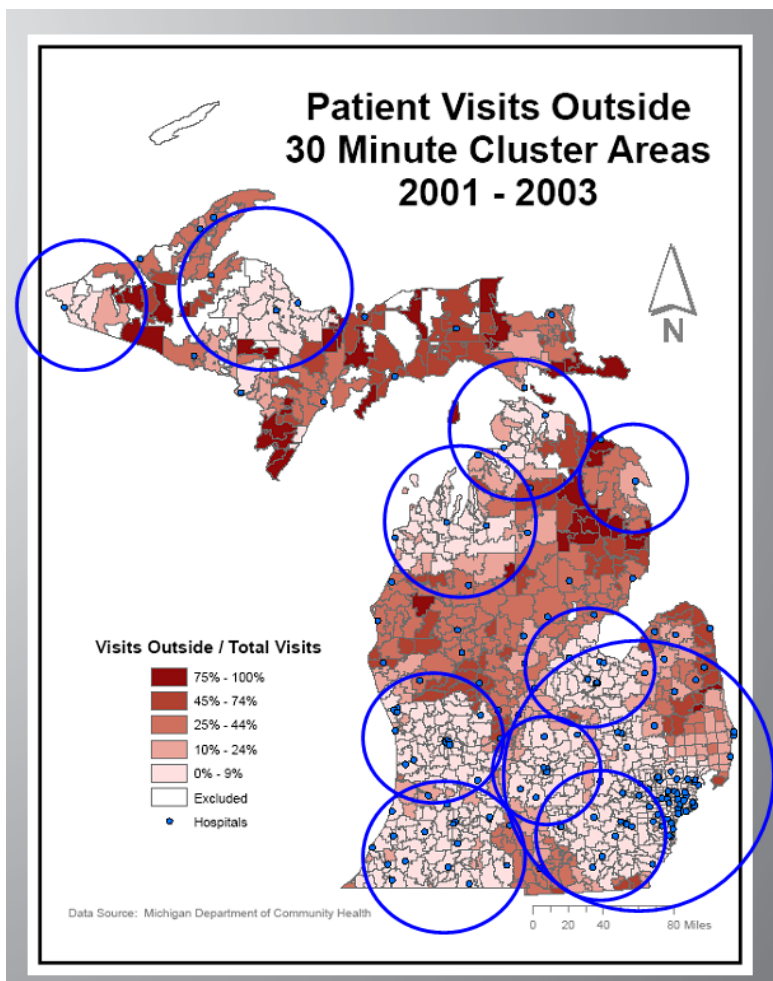 Patient Visits Outside
30 Minute Cluster Areas
2001 - 2003
N
Visits Outside / Total Visits
75% - 100%
45% - 74%
25% - 44%
10% - 24%
0% - 9%
Excluded
Hospitals
Data Source: Michigan Department of Community Health
0 20 40 80 Miles